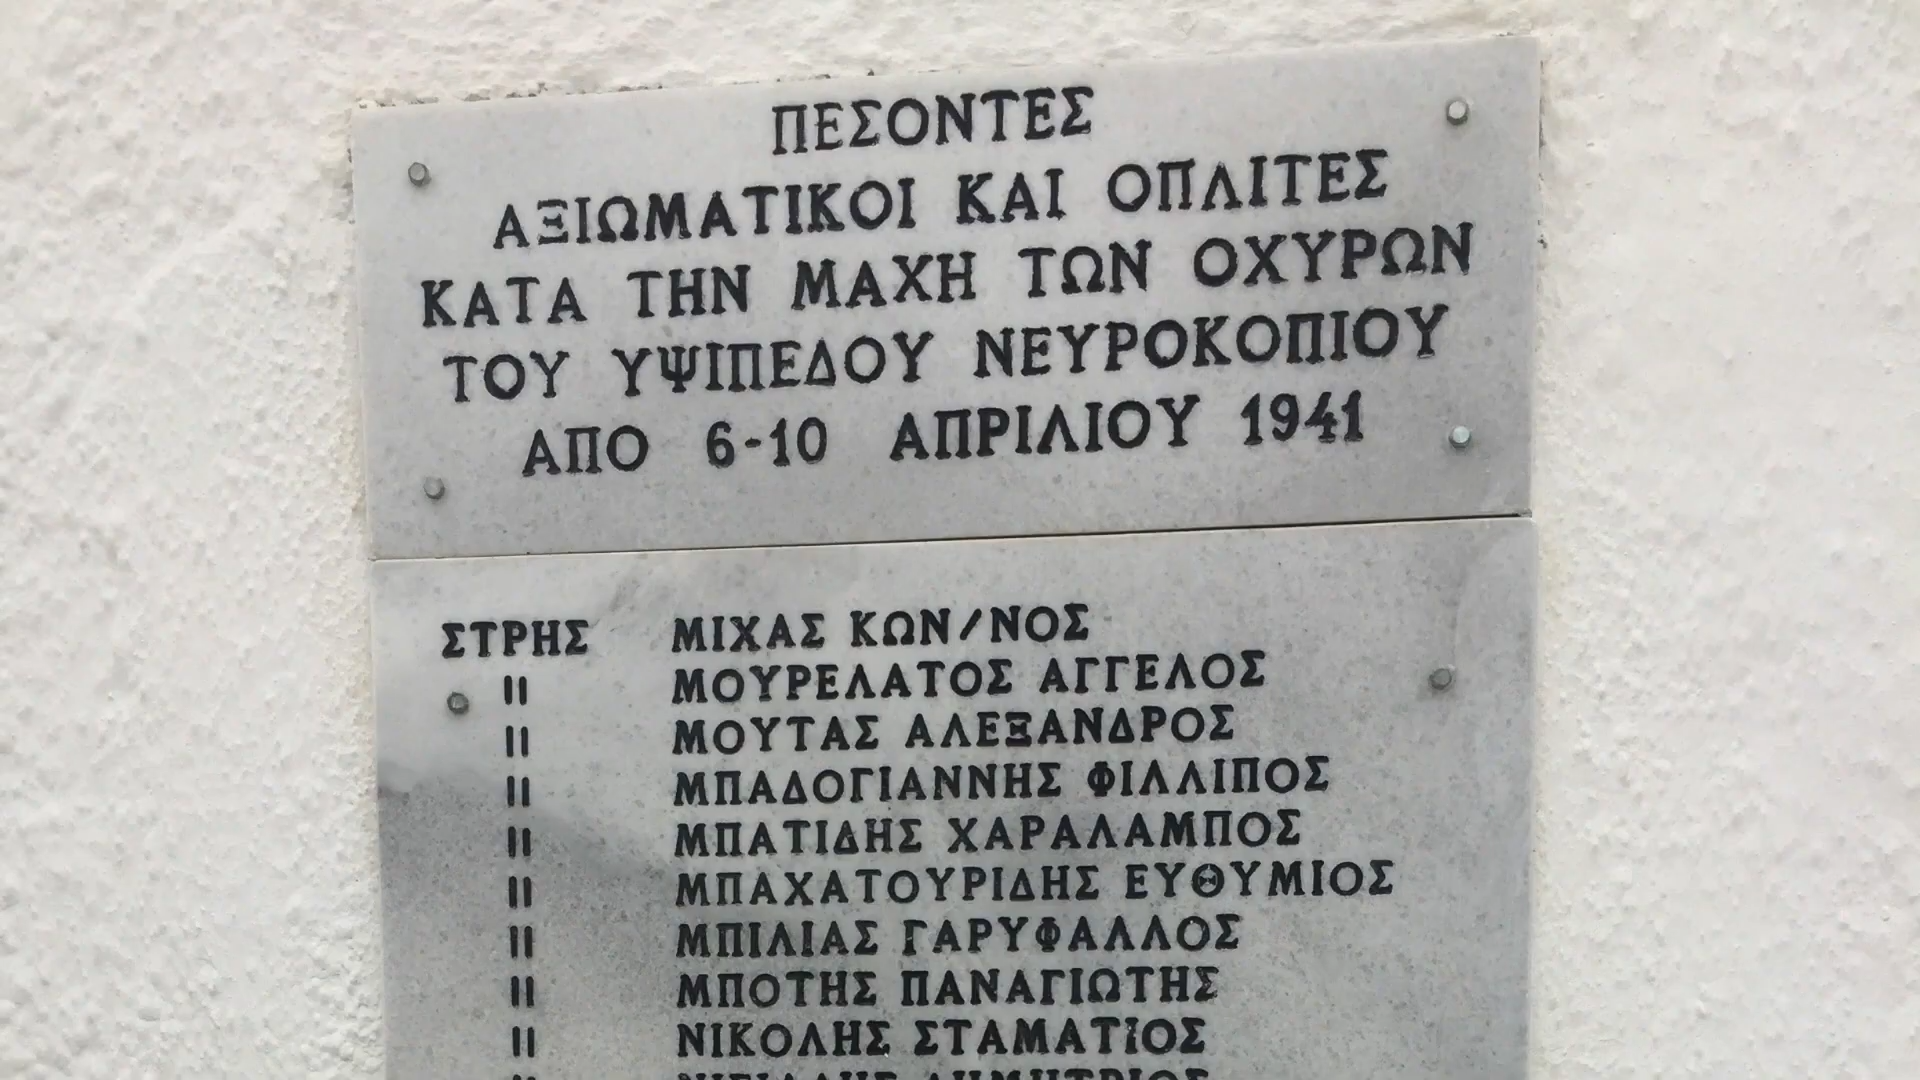 ΠΕΣΟΝΤΕΣ
ΑΞΙΩΜΑΤΙΚΟΙ ΚΑΙ ΟΠΛΙΤΕΣ
ΚΑΤΑ ΤΗΝ ΜΑΧΗ ΤΩΝ ΟΧΥΡΩΝ
ΤΟΥ ΥΨΙΠΕΔΟΥ ΝΕΥΡΟΚΟΠΙΟΥ
ΑΠΟ 6-10 ΑΠΡΙΛΙΟΥ 1941
ΣΤΡΗΣ ΜΙΧΑΣ ΚΩΝ/ΝΟΣ
〃 ΜΟΥΡΕΛΑΤΟΣ ΑΓΓΕΛΟΣ
〃 ΜΟΥΤΑΣ ΑΛΕΞΑΝΔΡΟΣ
〃 ΜΠΑΔΟΓΙΑΝΝΗΣ ΦΙΛΛΙΠΟΣ
〃 ΜΠΑΤΙΔΗΣ ΧΑΡΑΛΑΜΠΟΣ
〃 ΜΠΑΧΑΤΟΥΡΙΔΗΣ ΕΥΘΥΜΙΟΣ
〃 ΜΠΙΛΙΑΣ ΓΑΡΥΦΑΛΛΟΣ
〃 ΜΠΟΤΗΣ ΠΑΝΑΓΙΩΤΗΣ
〃 ΝΙΚΟΛΗΣ ΣΤΑΜΑΤΙΟΣ
〃 ΔΗΜΗΤΡΙΟΣ